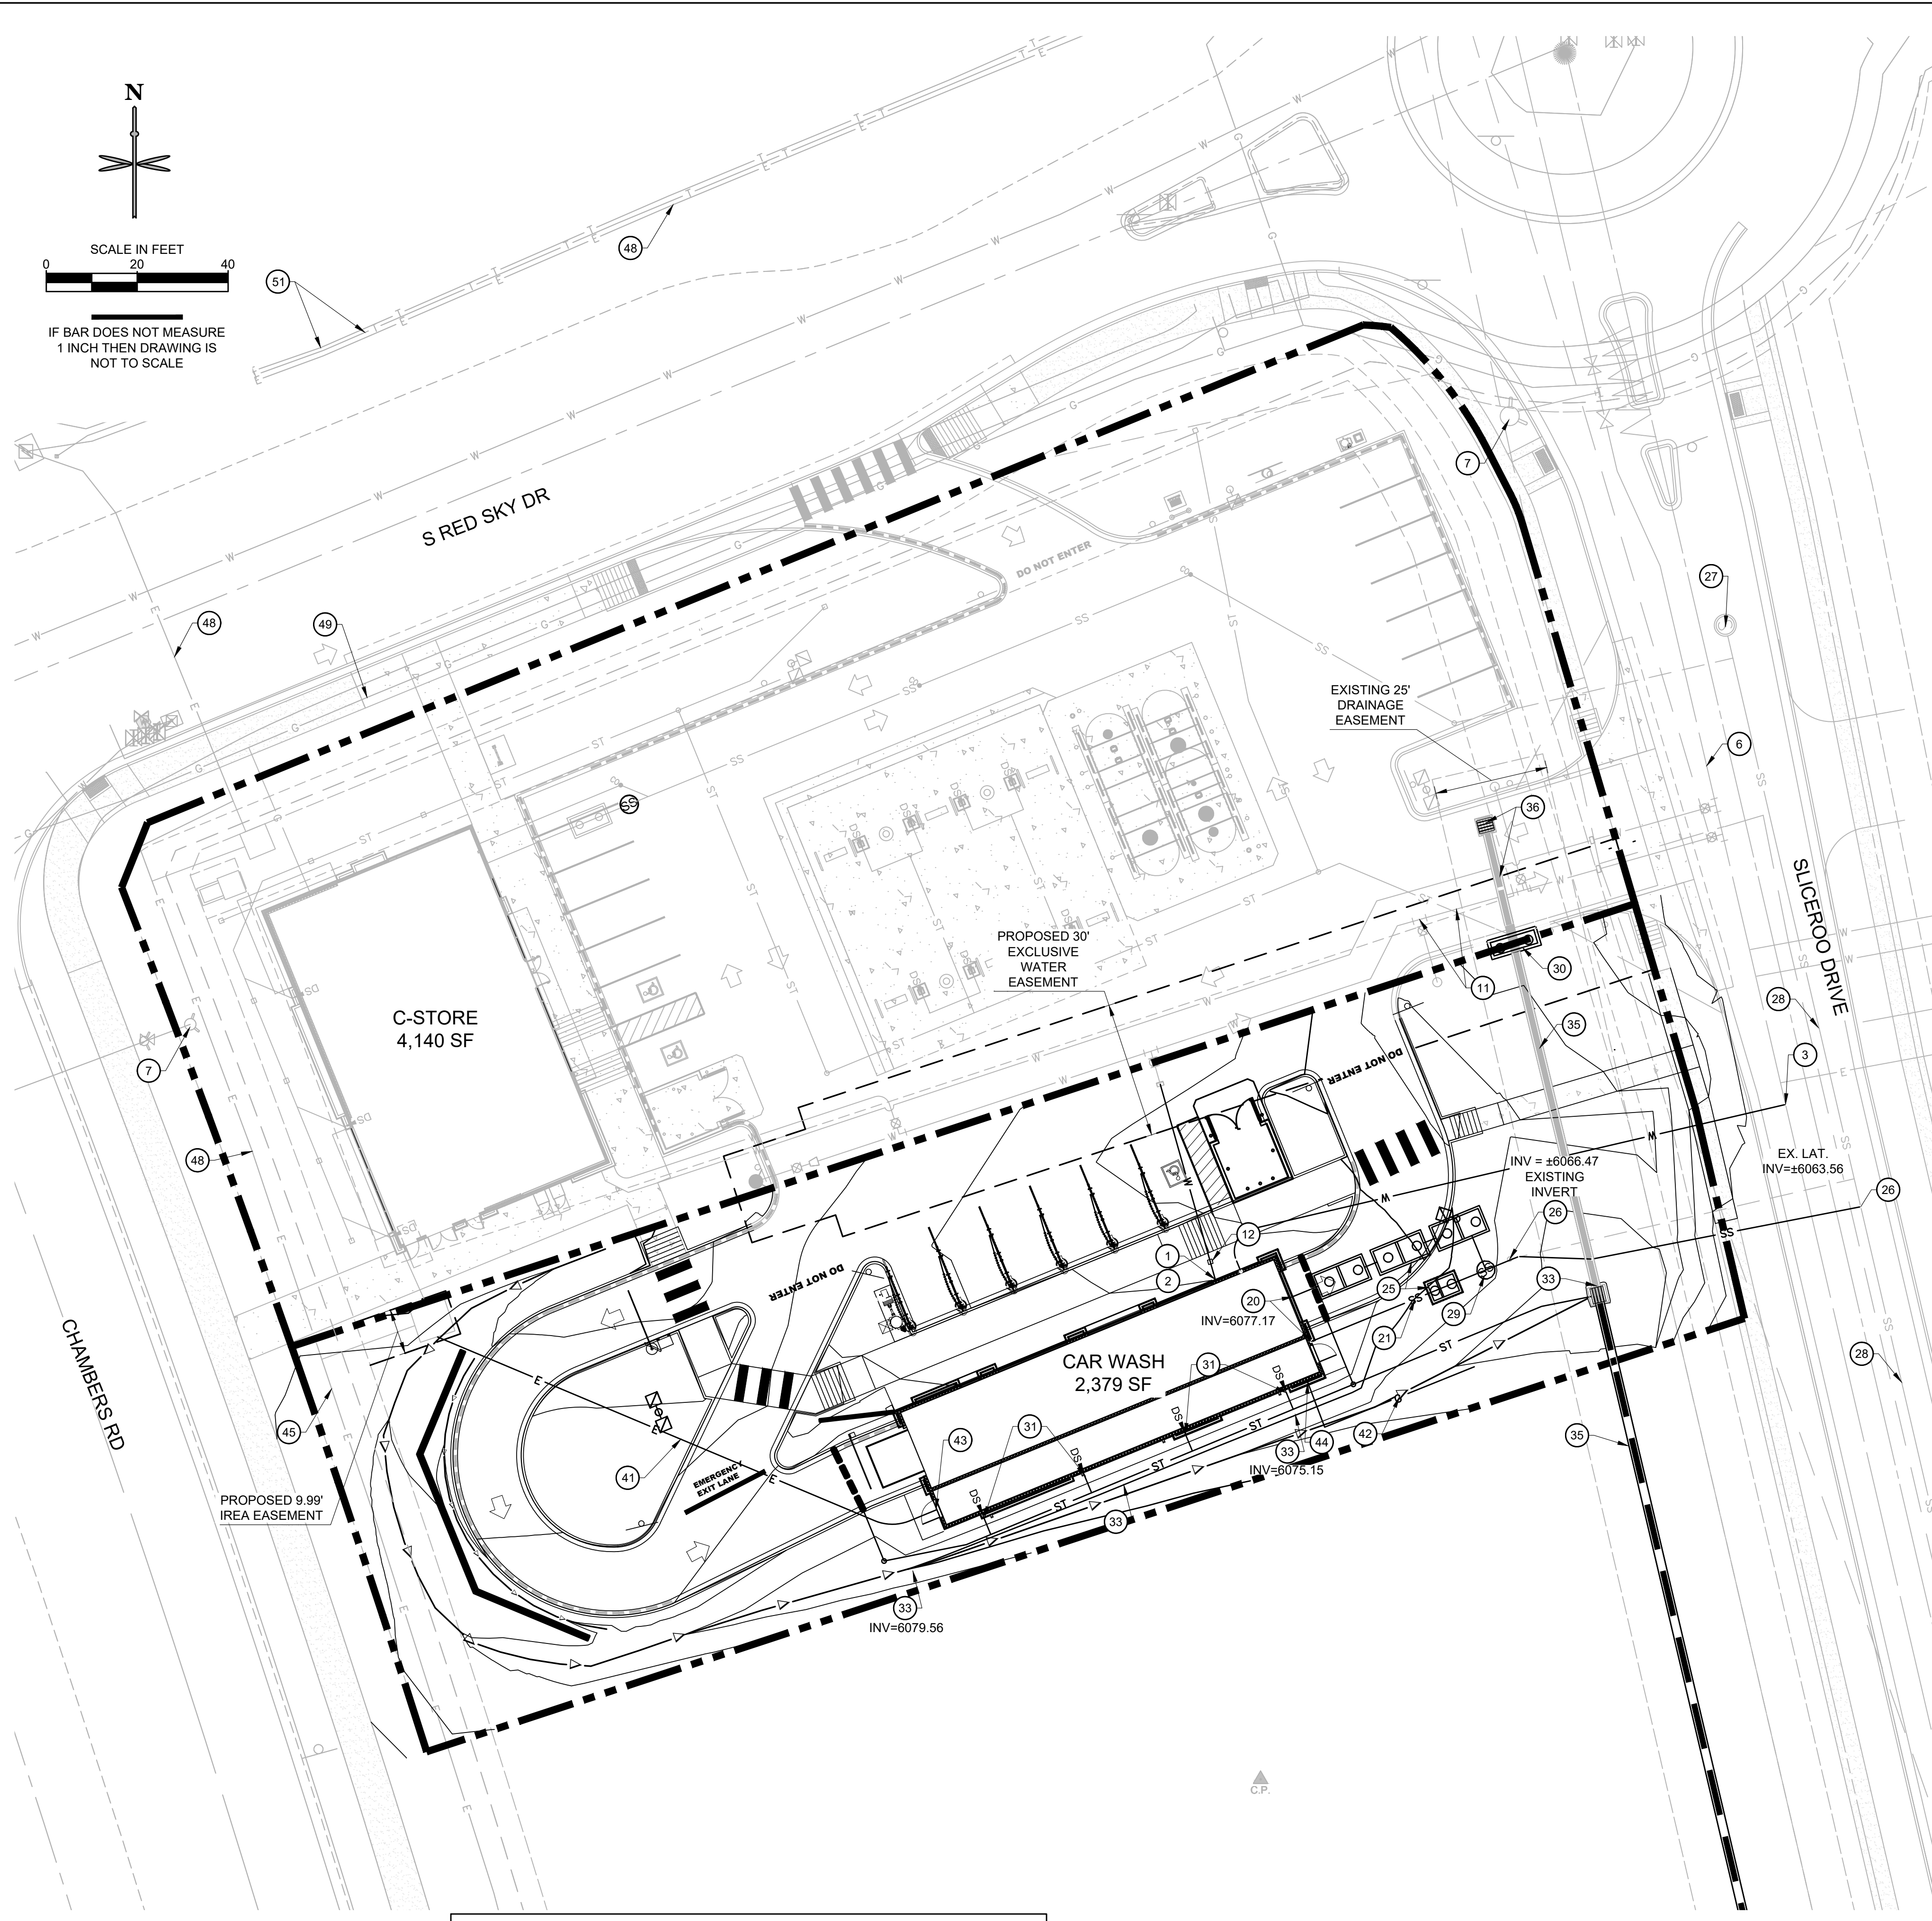 N
SCALE IN FEET
0 20 40
IF BAR DOES NOT MEASURE
1 INCH THEN DRAWING IS
NOT TO SCALE
51
48
S RED SKY DR
7
DO NOT ENTER
27
48
49
EXISTING 25'
DRAINAGE
EASEMENT
6
36
SLICEROO DRIVE
PROPOSED 30'
EXCLUSIVE
WATER
EASEMENT
30
11
28
C-STORE
4,140 SF
35
3
7
DO NOT ENTER
48
EX. LAT.
INV=±6063.56
INV = ±6066.47
EXISTING
INVERT
26
26
12
1
2
DO NOT ENTER
33
25
20
29
INV=6077.17
21
28
CHAMBERS RD
CAR WASH
2,379 SF
31
DS
45
31
DS
42
44
33
35
43
INV=6075.15
DS
41
EMERGENCY
EXIT LANE
DS
PROPOSED 9.99'
IREA EASEMENT
33
33
INV=6079.56
C.P.